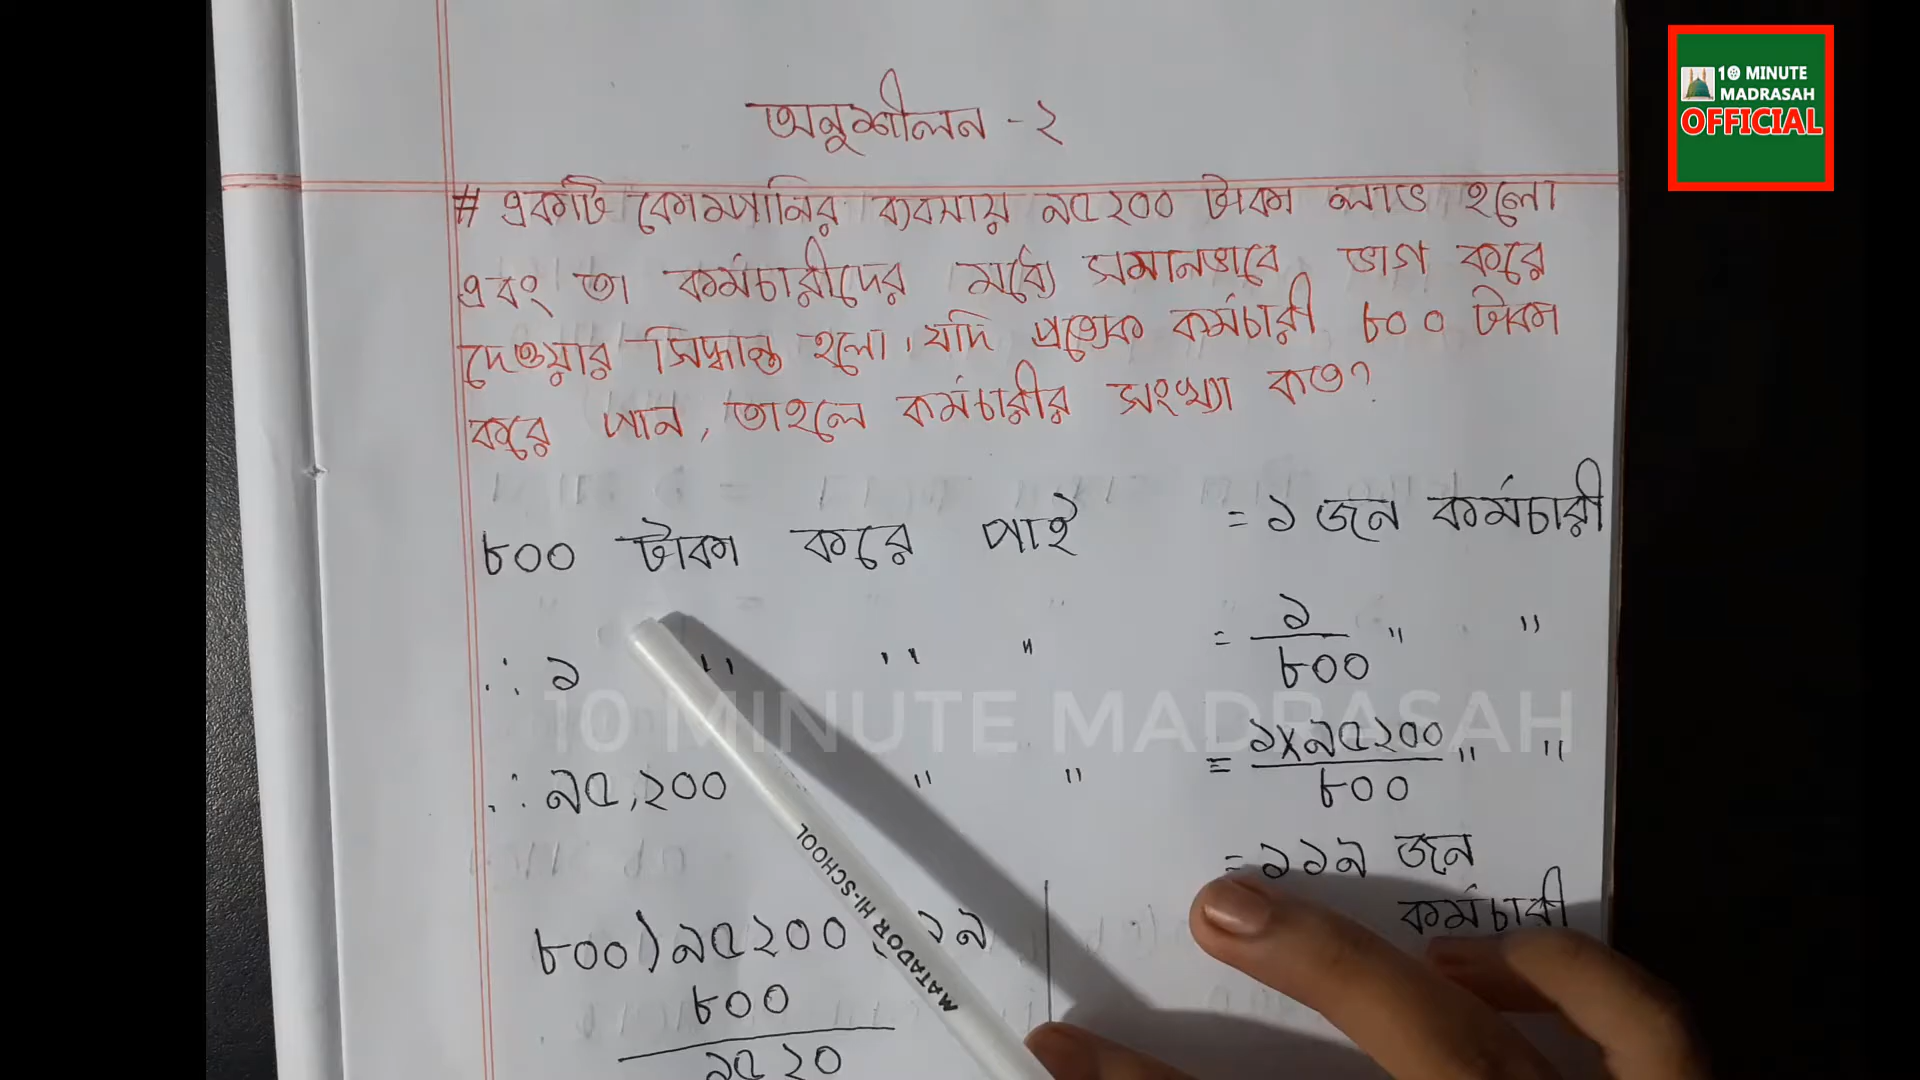 10 MINUTE
MADRASAH
OFFICIAL
অনুশীলন - ২
# একটি কোম্পানির ব্যবসায় ৯৫২০০ টাকা লাভ হলো
এবং তা কর্মচারীদের মধ্যে সমানভাবে ভাগ করে
দেওয়ার সিদ্ধান্ত হলো। যদি প্রত্যেক কর্মচারী ৮০০ টাকা
করে পান, তাহলে কর্মচারীর সংখ্যা কত?
৮০০ টাকা করে পাই = ১ জন কর্মচারী
∴ ১ " " " = ১/৮০০ " "
∴ ৯৫,২০০ " " = ১×৯৫২০০/৮০০ " "
= ১১৯ জন
কর্মচারী
৮০০)৯৫২০০ ১৯
৮০০
১৫২০
10 MINUTE MADRASAH
MATADOR HI-SCHOOL